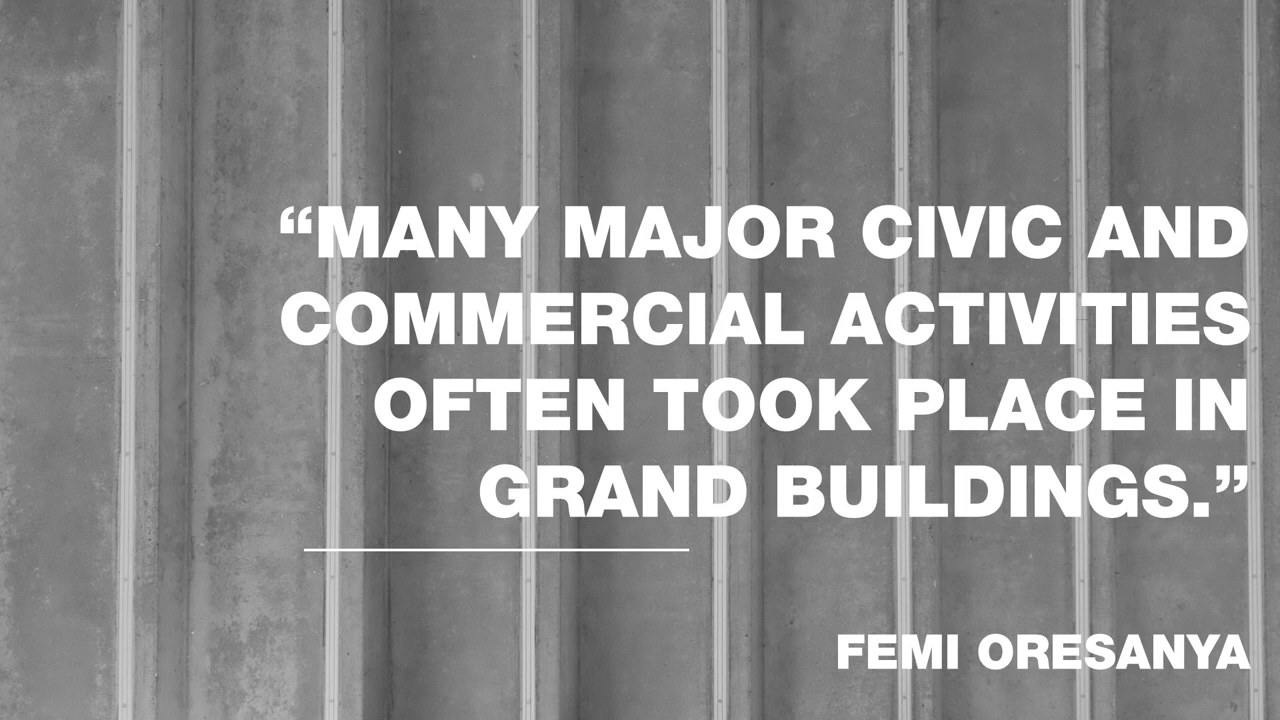 “MANY MAJOR CIVIC AND
COMMERCIAL ACTIVITIES
OFTEN TOOK PLACE IN
GRAND BUILDINGS.”
FEMI ORESANYA